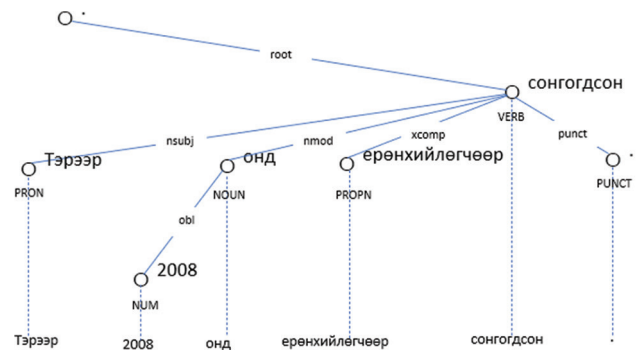 .
root
сонгогдсон
VERB
nsubj nmod xcomp punct
Тэрээр онд ерөнхийлөгчөөр .
PRON NOUN PROPN PUNCT
obl
2008
NUM
Тэрээр 2008 онд ерөнхийлөгчөөр сонгогдсон .